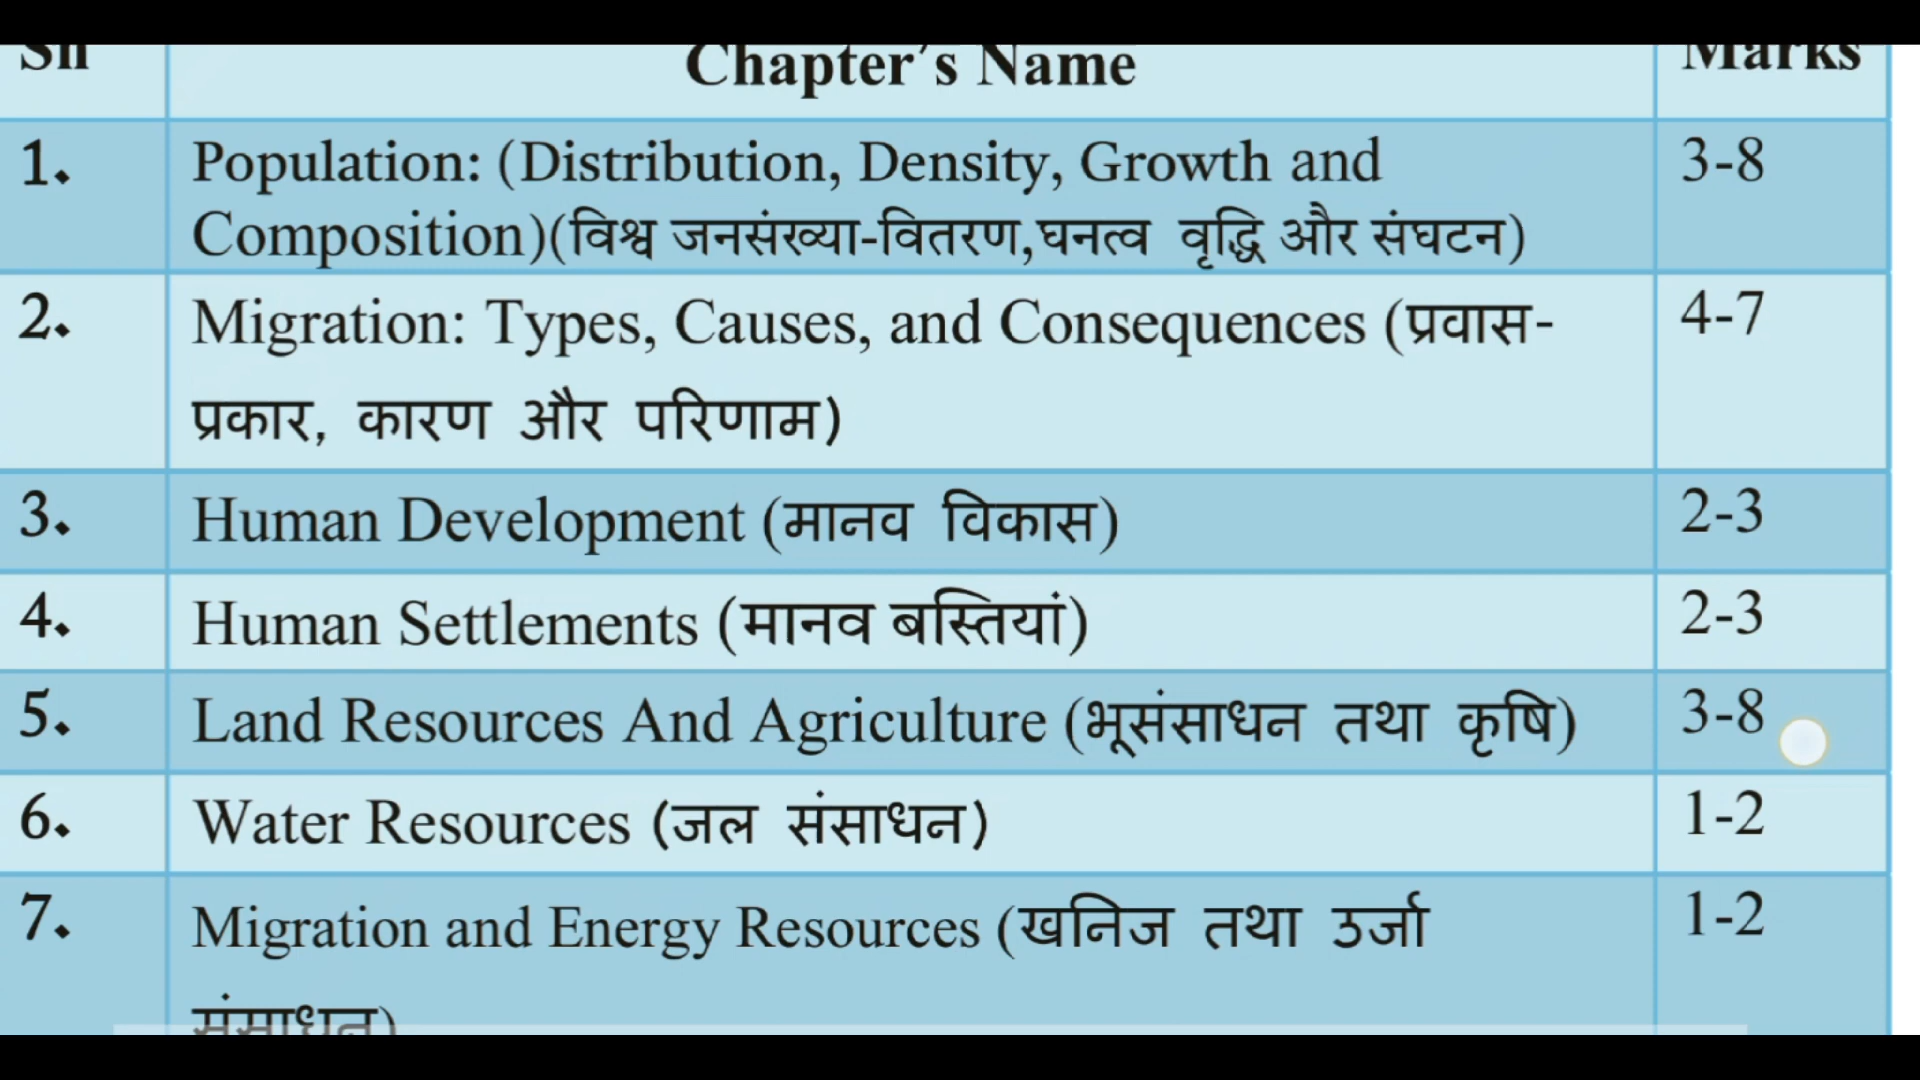 Sn Chapter's Name Marks
1. Population: (Distribution, Density, Growth and 3-8
Composition)(विश्व जनसंख्या-वितरण,घनत्व वृद्धि और संघटन)
2. Migration: Types, Causes, and Consequences (प्रवास- 4-7
प्रकार, कारण और परिणाम)
3. Human Development (मानव विकास) 2-3
4. Human Settlements (मानव बस्तियां) 2-3
5. Land Resources And Agriculture (भूसंसाधन तथा कृषि) 3-8
6. Water Resources (जल संसाधन) 1-2
7. Migration and Energy Resources (खनिज तथा उर्जा 1-2
संसाधन)